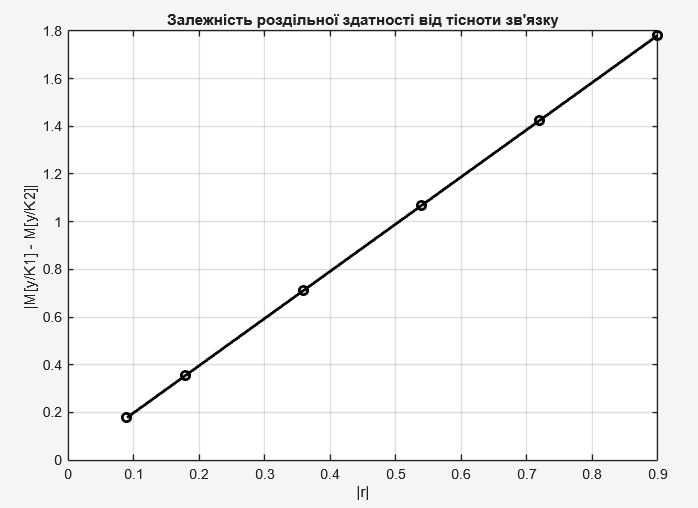 Залежність роздільної здатності від тісноти зв'язку
1.8
1.6
1.4
1.2
1
0.8
0.6
0.4
0.2
0
|M[y/K1] - M[y/K2]|
0 0.1 0.2 0.3 0.4 0.5 0.6 0.7 0.8 0.9
|r|